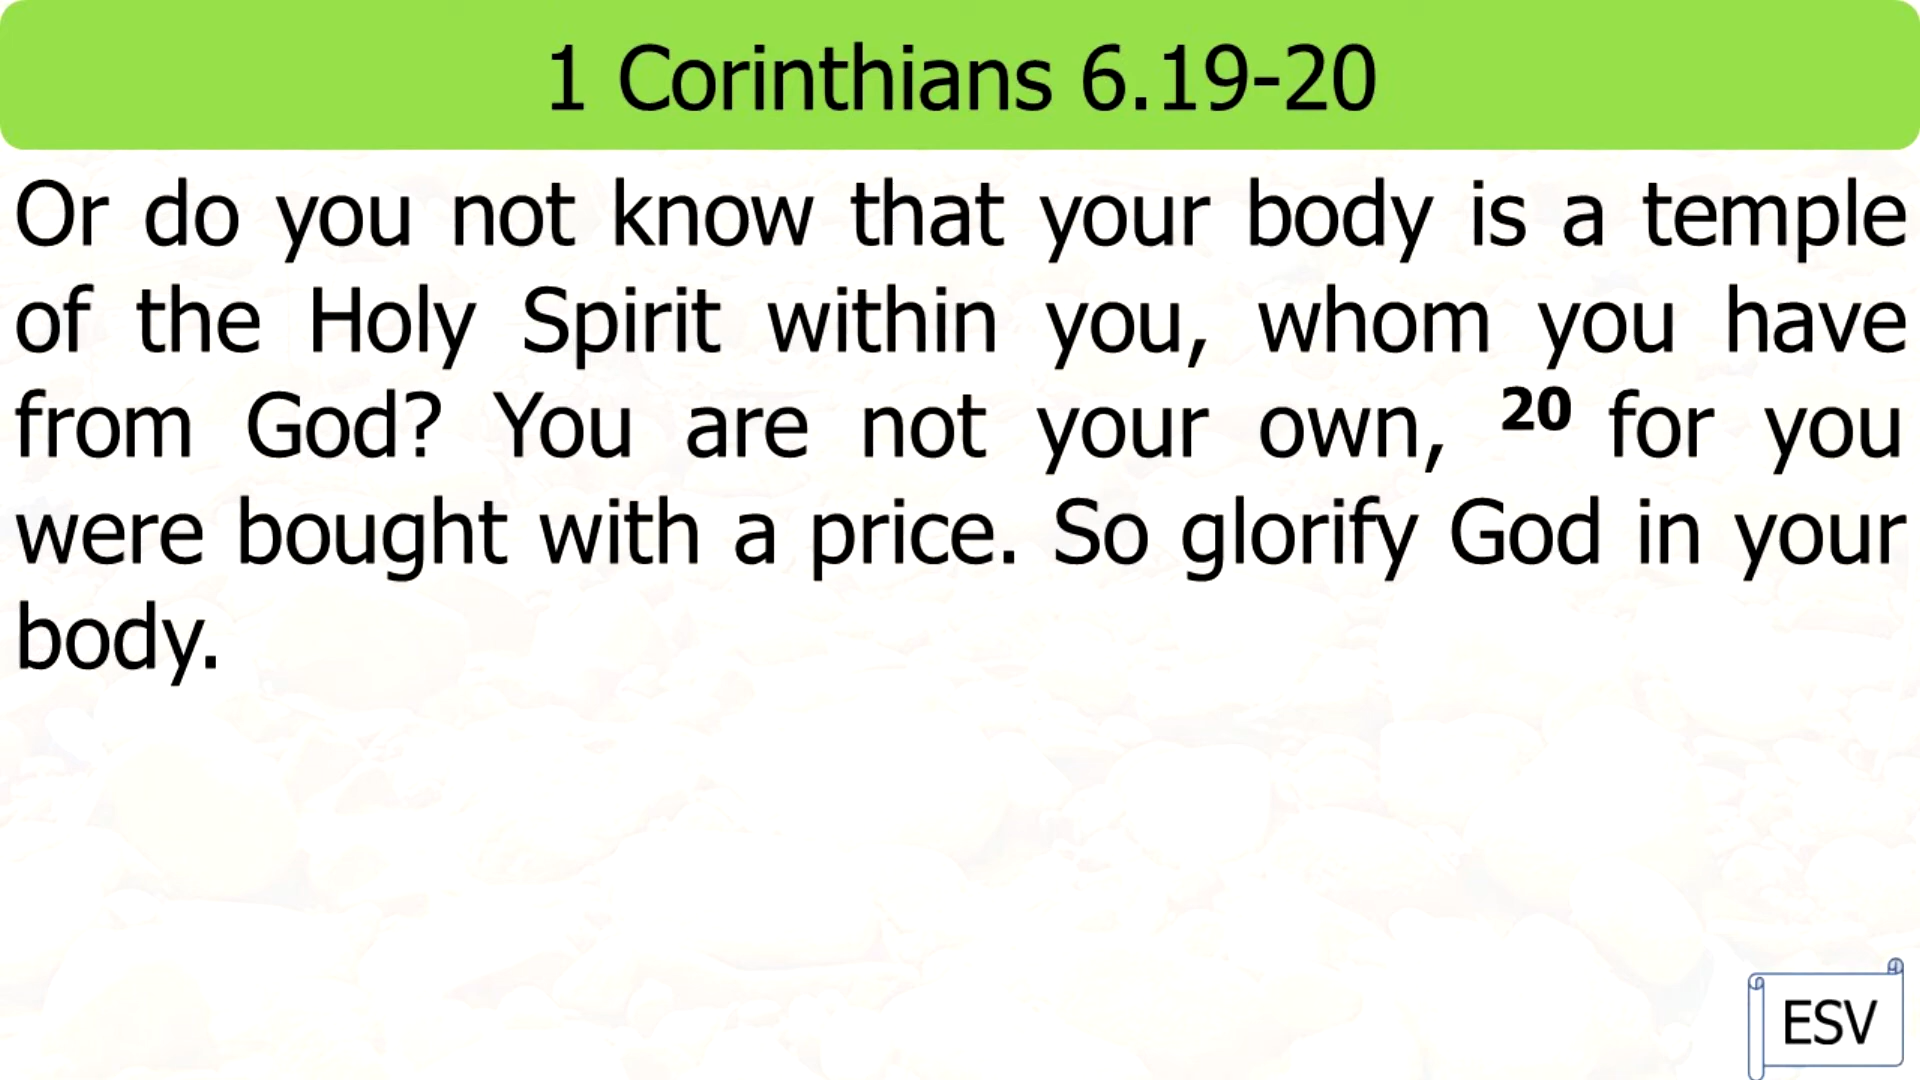 1 Corinthians 6.19-20
Or do you not know that your body is a temple
of the Holy Spirit within you, whom you have
from God? You are not your own, 20 for you
were bought with a price. So glorify God in your
body.
ESV